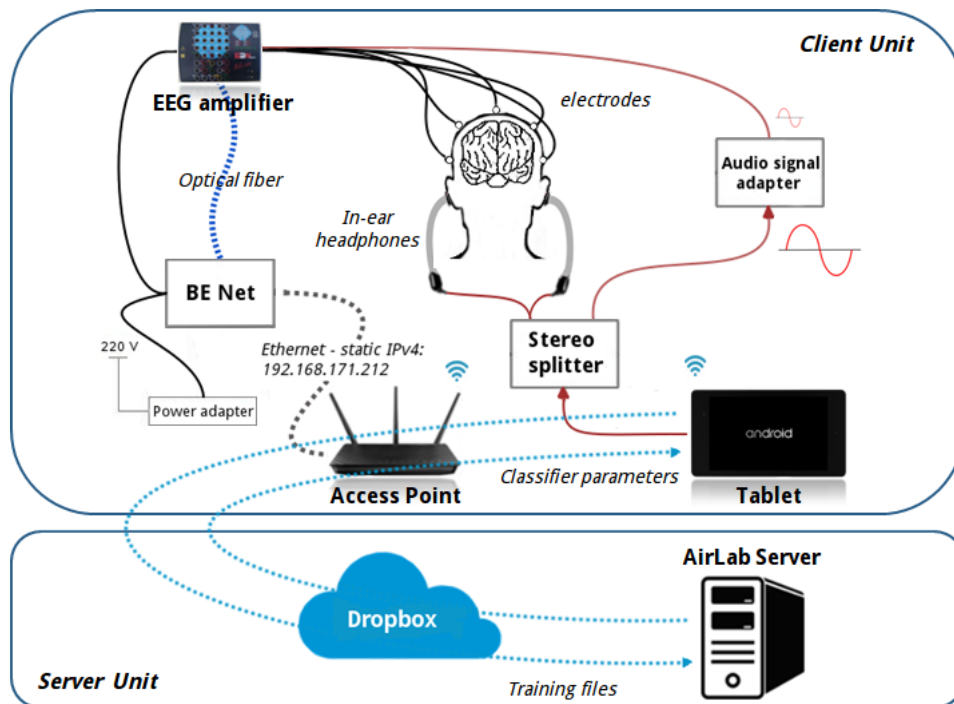 Client Unit
EEG amplifier
electrodes
Audio signal
adapter
Optical fiber
In-ear
headphones
BE Net
Stereo
splitter
220 V
Ethernet - static IPv4:
192.168.171.212
Power adapter
android
Classifier parameters
Access Point
Tablet
AirLab Server
Dropbox
Training files
Server Unit